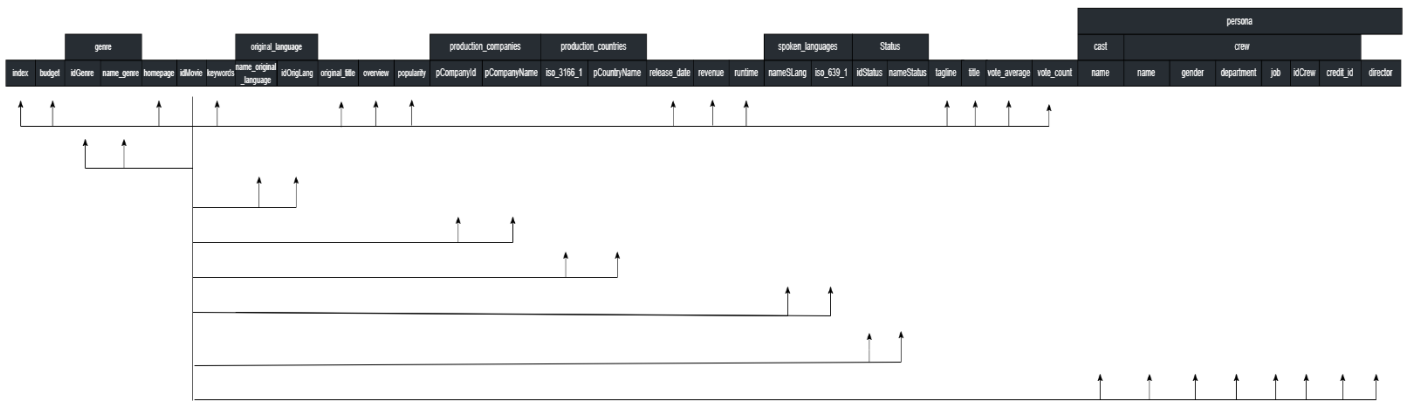 persona
genre original_language production_companies production_countries spoken_languages Status cast crew
index budget idGenre name_genre homepage idMovie keywords name_original_language idOrigLang original_title overview popularity pCompanyId pCompanyName iso_3166_1 pCountryName release_date revenue runtime nameSLang iso_639_1 idStatus nameStatus tagline title vote_average vote_count name name gender department job idCrew credit_id director